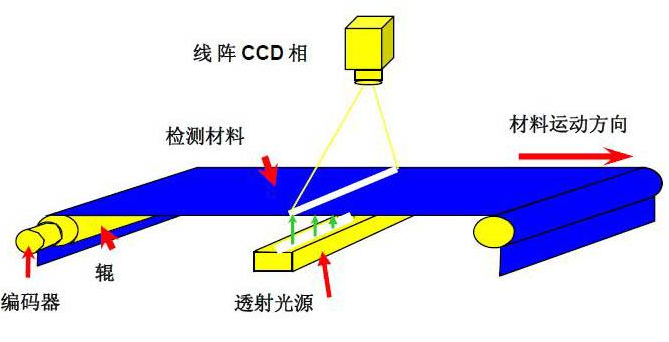 线阵CCD相
材料运动方向
检测材料
辊
编码器
透射光源